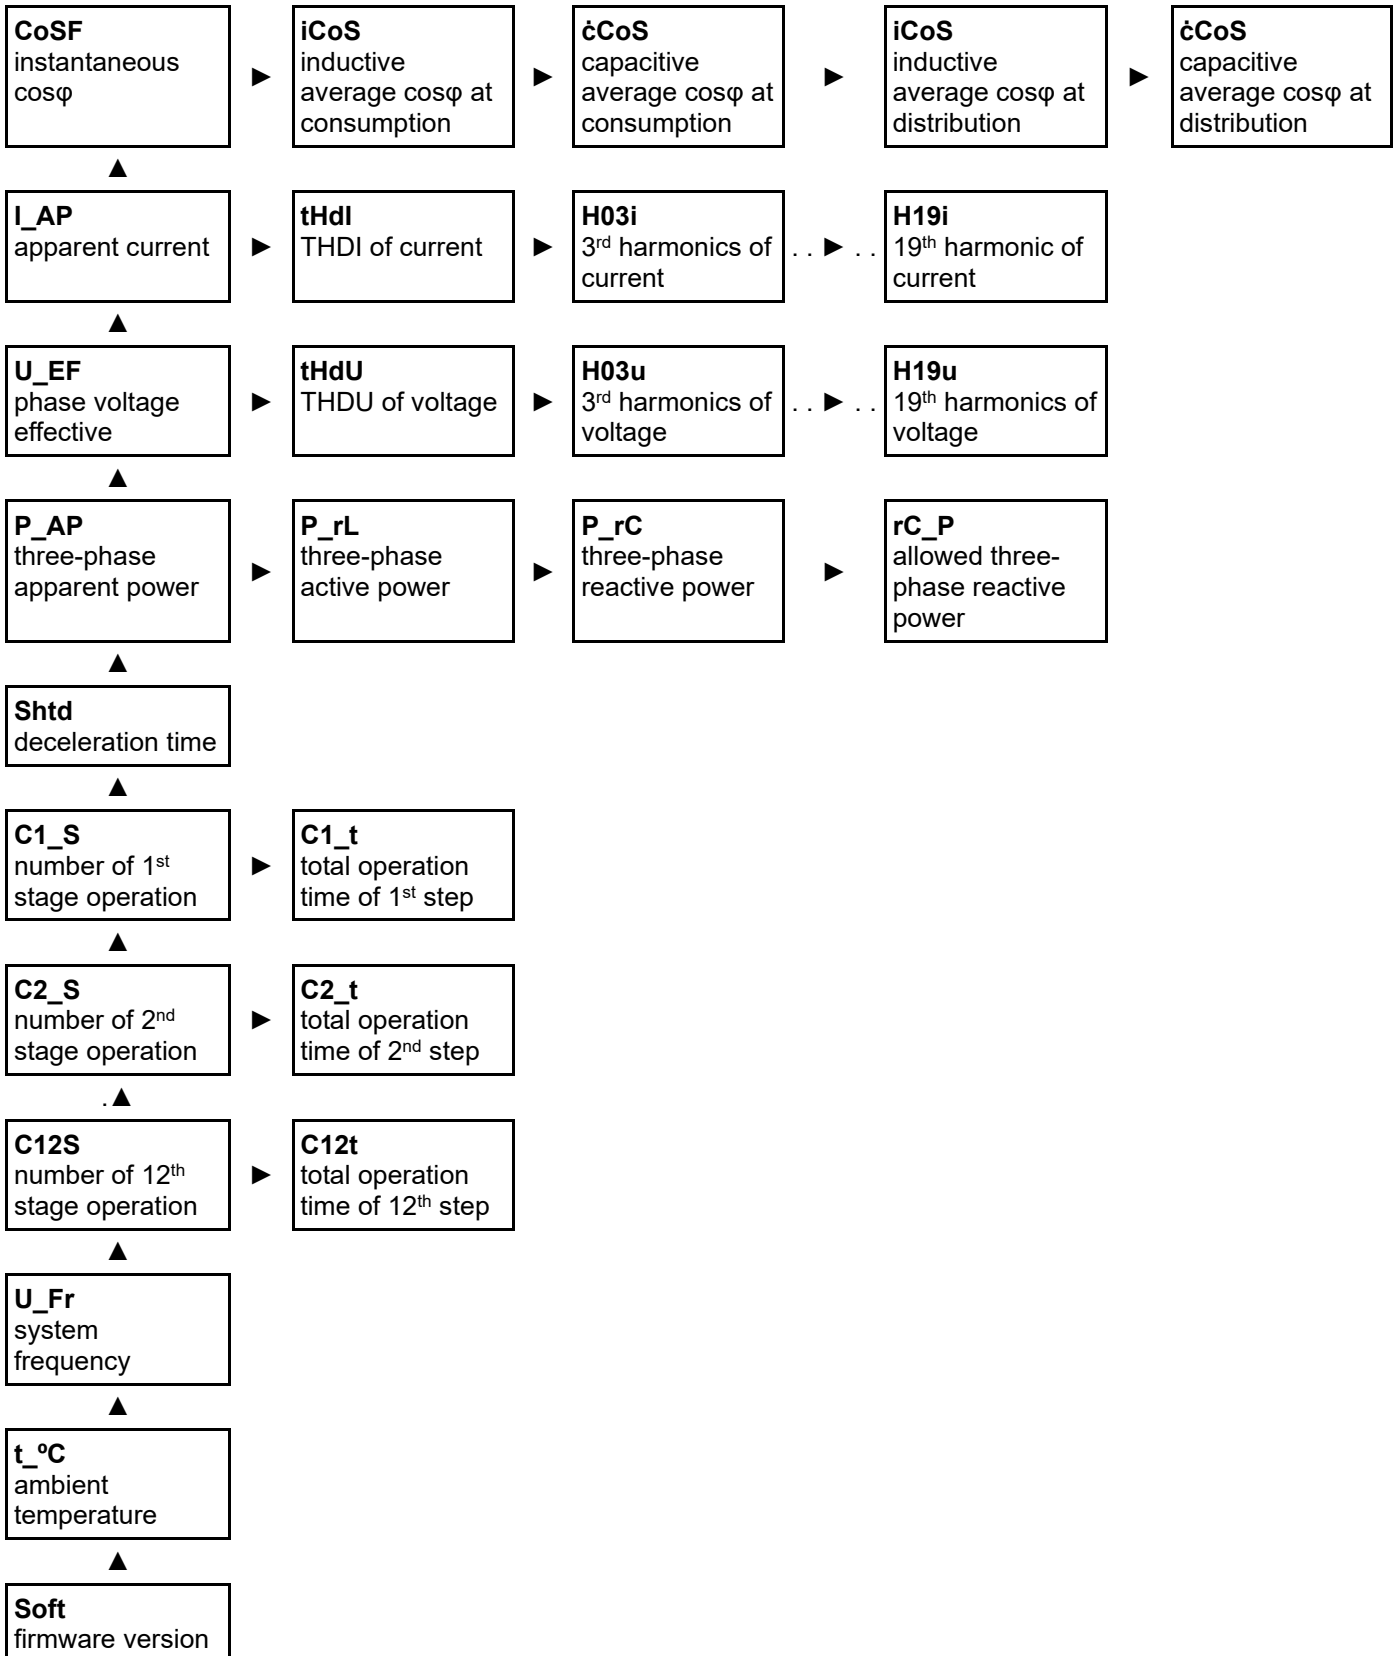 CoSF
instantaneous
cosφ
iCoS
inductive
average cosφ at
consumption
ċCoS
capacitive
average cosφ at
consumption
iCoS
inductive
average cosφ at
distribution
ċCoS
capacitive
average cosφ at
distribution
I_AP
apparent current
tHdI
THDI of current
H03i
3rd harmonics of
current
. . ► . .
H19i
19th harmonic of
current
U_EF
phase voltage
effective
tHdU
THDU of voltage
H03u
3rd harmonics of
voltage
. . ► . .
H19u
19th harmonics of
voltage
P_AP
three-phase
apparent power
P_rL
three-phase
active power
P_rC
three-phase
reactive power
rC_P
allowed three-
phase reactive
power
Shtd
deceleration time
C1_S
number of 1st
stage operation
C1_t
total operation
time of 1st step
C2_S
number of 2nd
stage operation
C2_t
total operation
time of 2nd step
.▲
C12S
number of 12th
stage operation
C12t
total operation
time of 12th step
U_Fr
system
frequency
t_ºC
ambient
temperature
Soft
firmware version